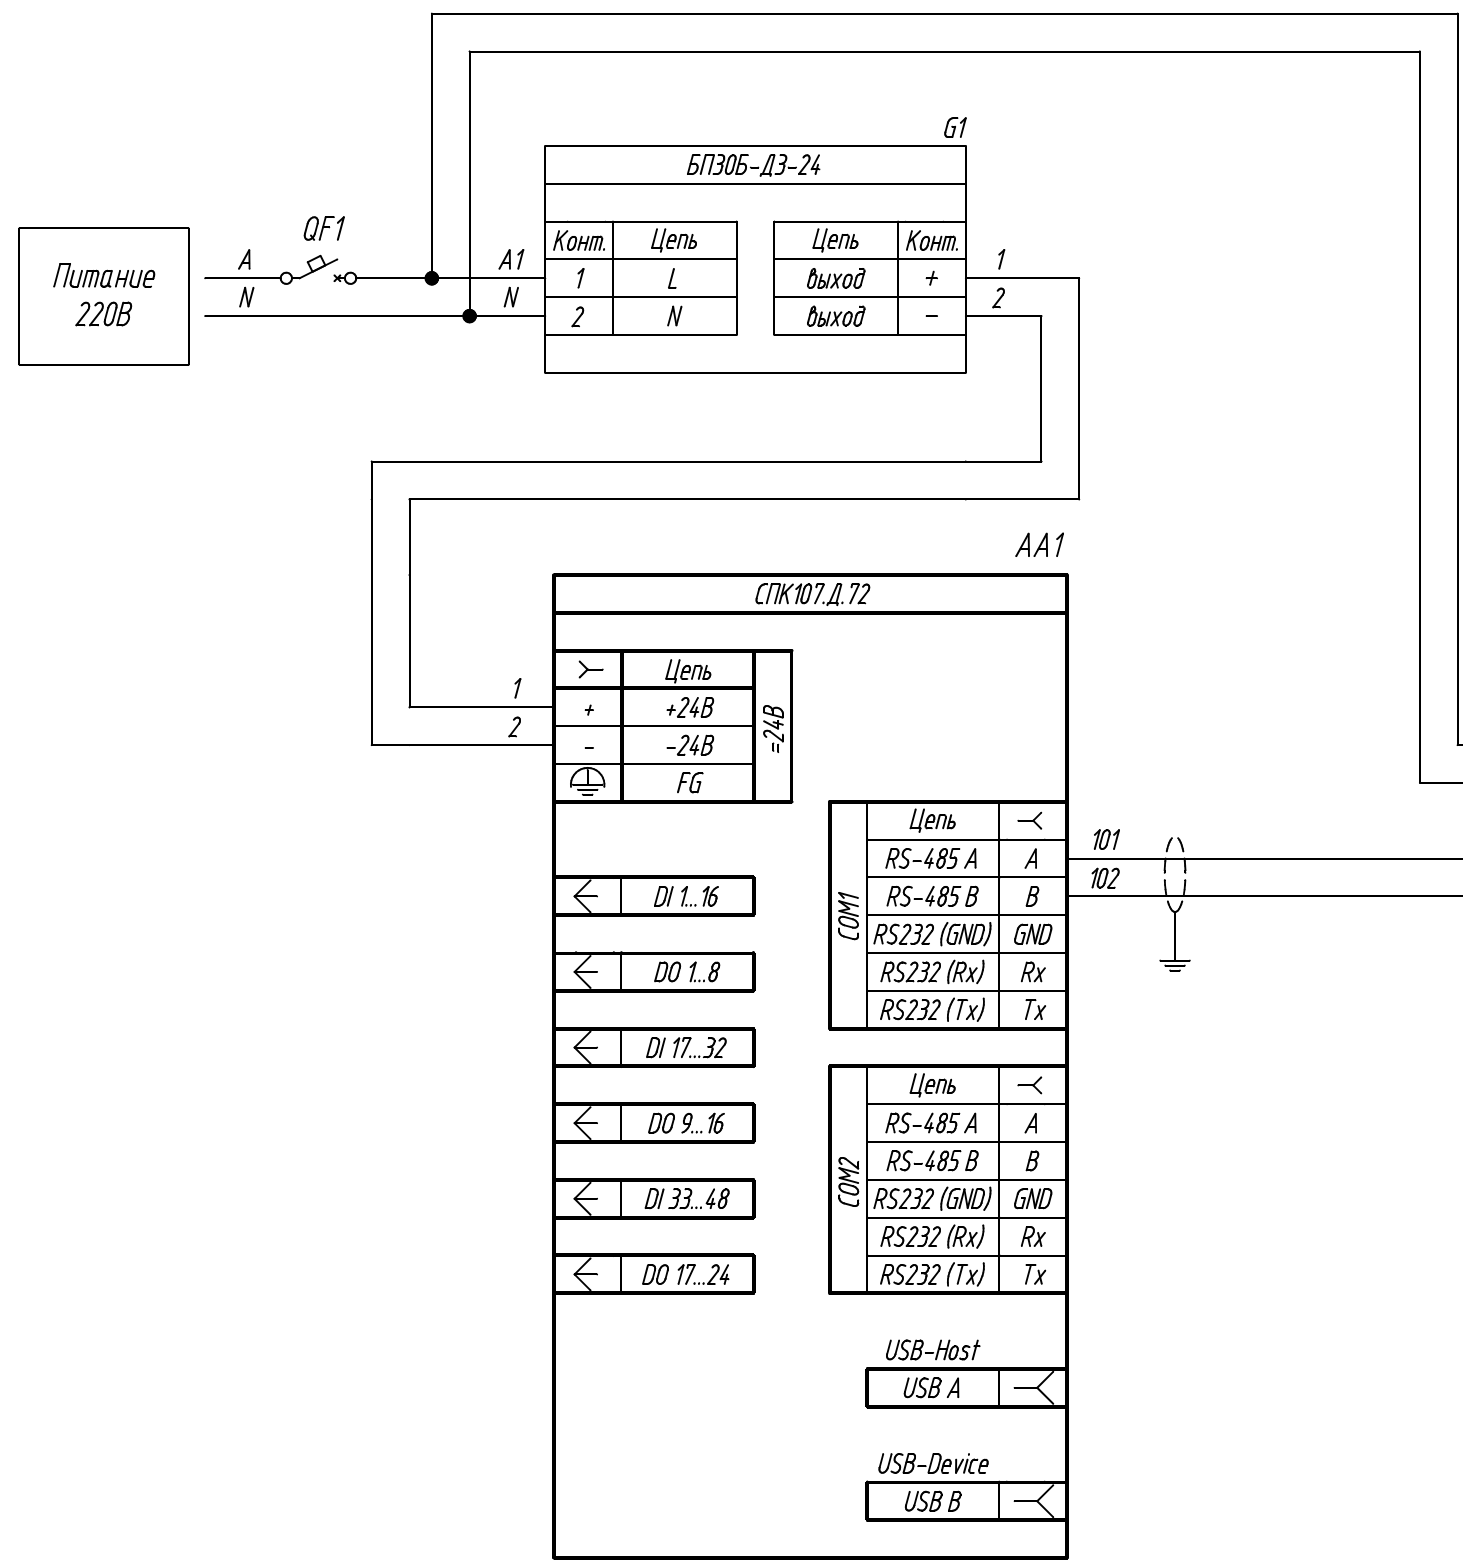 G1
БП30Б-Д3-24
QF1
Питание
220В
A
N
A1
N
Конт. Цепь
1 L
2 N
Цепь Конт.
выход +
выход -
1
2
AA1
СПК107.Д.72
Цепь
+ +24В
- -24В
FG
=24В
1
2
COM1
Цепь
RS-485 A A
RS-485 B B
RS232 (GND) GND
RS232 (Rx) Rx
RS232 (Tx) Tx
101
102
DI 1...16
DO 1...8
DI 17...32
DO 9...16
DI 33...48
DO 17...24
COM2
Цепь
RS-485 A A
RS-485 B B
RS232 (GND) GND
RS232 (Rx) Rx
RS232 (Tx) Tx
USB-Host
USB A
USB-Device
USB B